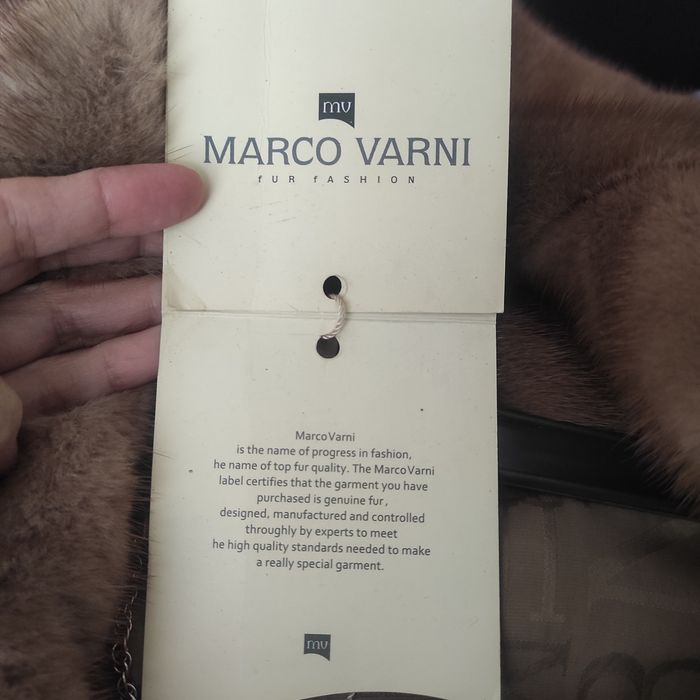 mv
MARCO VARNI
fUR fASHION
MarcoVarni
is the name of progress in fashion,
he name of top fur quality. The MarcoVarni
label certifies that the garment you have
purchased is genuine fur,
designed, manufactured and controlled
throughly by experts to meet
he high quality standards needed to make
a really special garment.
mv